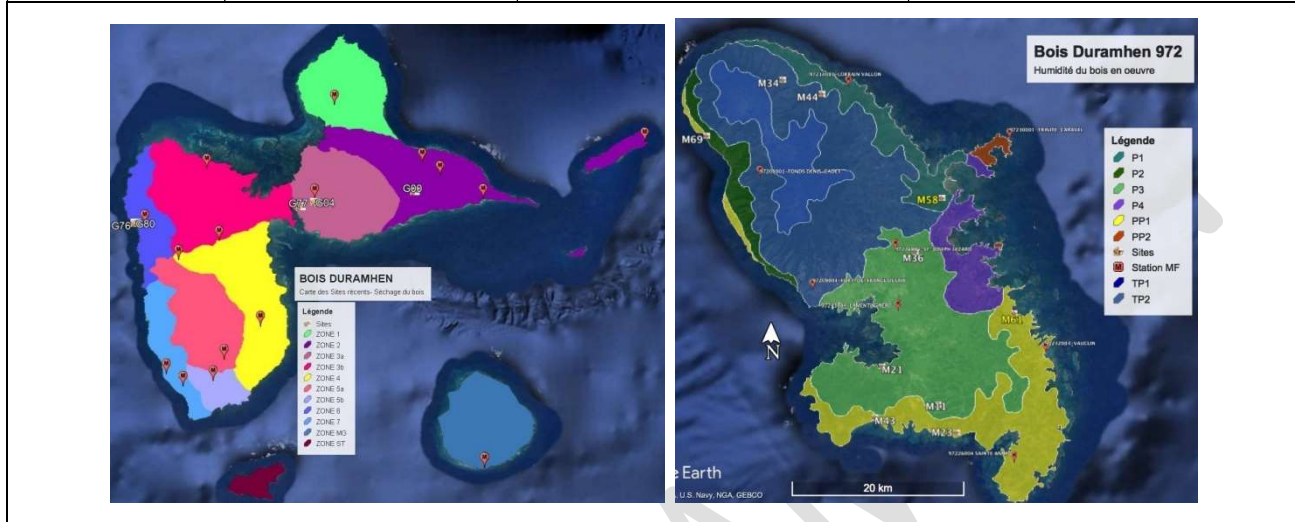 G76
G80
G77
G04
G09
BOIS DURAMHEN
Carte des Sites récents- Séchage du bois
Légende
Sites
ZONE 1
ZONE 2
ZONE 3a
ZONE 3b
ZONE 4
ZONE 5a
ZONE 5b
ZONE 6
ZONE 7
ZONE MG
ZONE ST
Bois Duramhen 972
Humidité du bois en oeuvre
Légende
P1
P2
P3
P4
PP1
PP2
Sites
Station MF
TP1
TP2
M34
M44
M69
M58
M36
M61
M21
M11
M43
M23
N
e Earth
, U.S. Navy, NGA, GEBCO
20 km